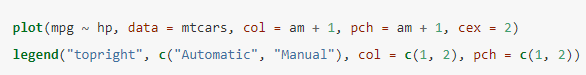 plot(mpg ~ hp, data = mtcars, col = am + 1, pch = am + 1, cex = 2)
legend("topright", c("Automatic", "Manual"), col = c(1, 2), pch = c(1, 2))